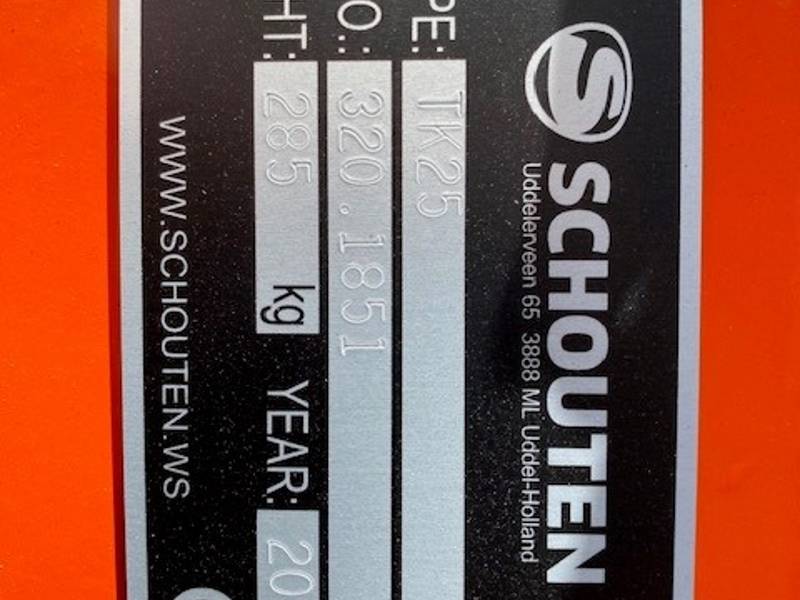 SCHOUTEN
Uddelerveen 65 3888 ML Uddel-Holland
PE: TK25
O.: 320.1851
HT: 285 kg YEAR: 20
WWW.SCHOUTEN.WS